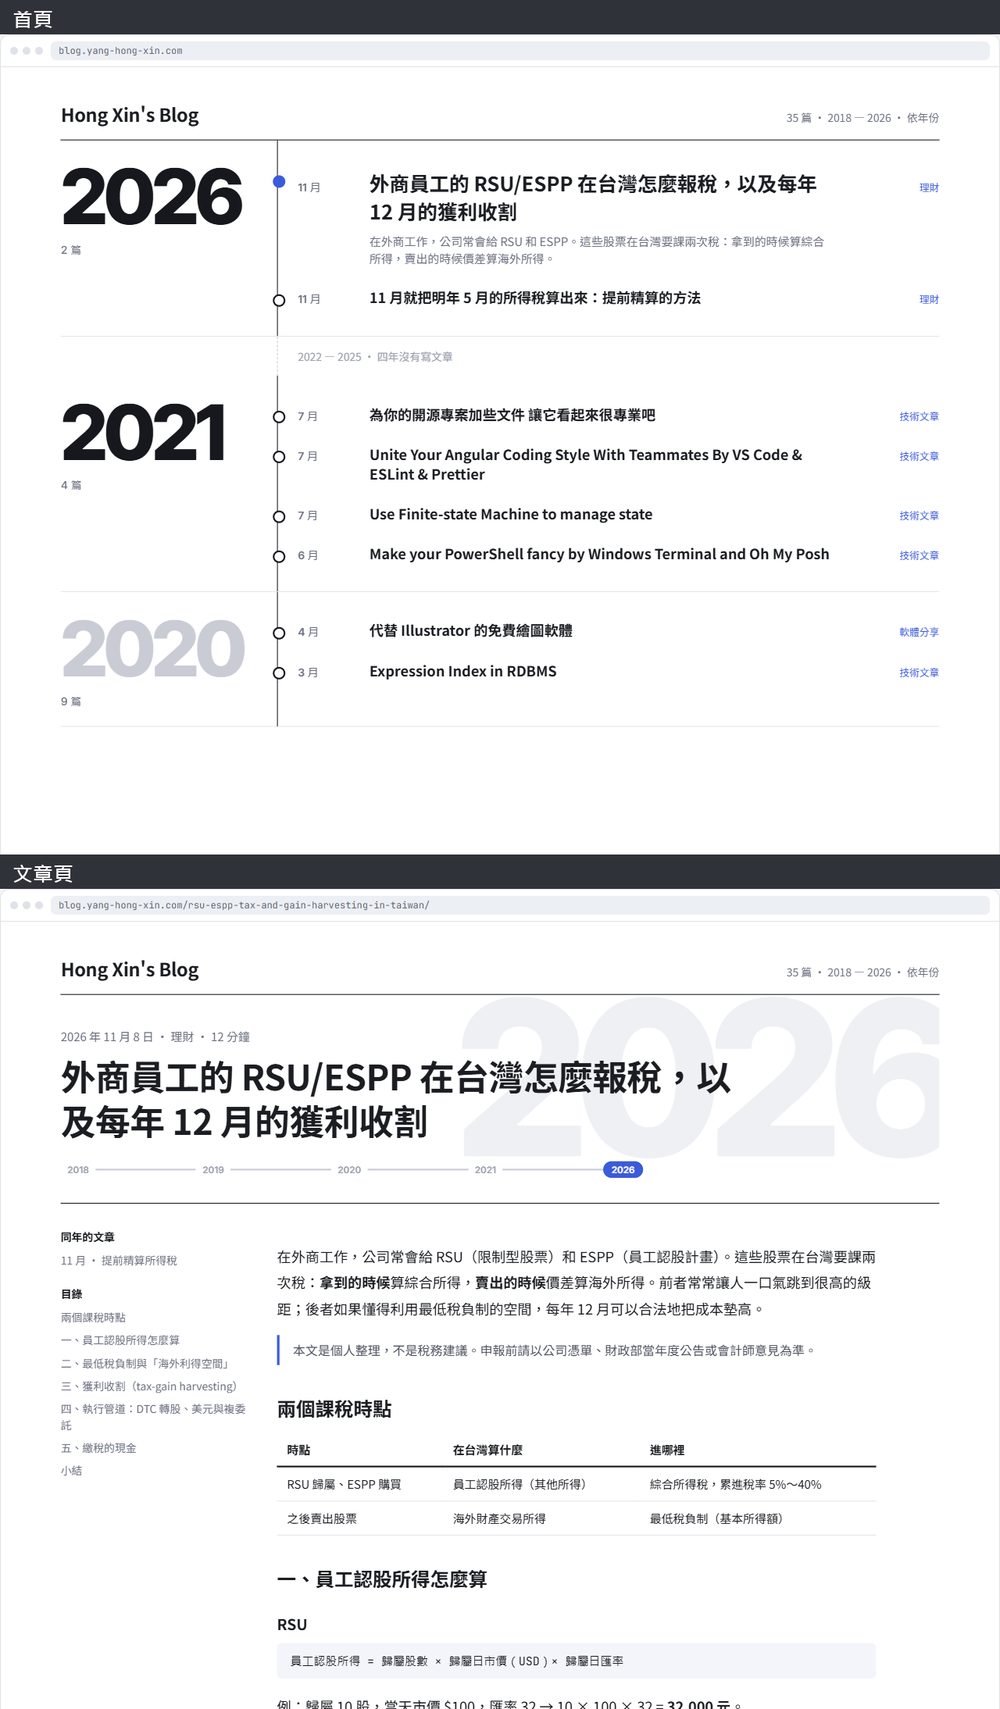 首頁
blog.yang-hong-xin.com
Hong Xin's Blog
35 篇 · 2018 — 2026 · 依年份
2026
2 篇
11 月
外商員工的 RSU/ESPP 在台灣怎麼報稅，以及每年
12 月的獲利收割
理財
在外商工作，公司常會給 RSU 和 ESPP。這些股票在台灣要課兩次稅：拿到的時候算綜合
所得，賣出的時候價差算海外所得。
11 月
11 月就把明年 5 月的所得稅算出來：提前精算的方法
理財
2022 — 2025 · 四年沒有寫文章
2021
4 篇
7 月
為你的開源專案加些文件 讓它看起來很專業吧
技術文章
7 月
Unite Your Angular Coding Style With Teammates By VS Code &
ESLint & Prettier
技術文章
7 月
Use Finite-state Machine to manage state
技術文章
6 月
Make your PowerShell fancy by Windows Terminal and Oh My Posh
技術文章
2020
9 篇
4 月
代替 Illustrator 的免費繪圖軟體
軟體分享
3 月
Expression Index in RDBMS
技術文章
文章頁
blog.yang-hong-xin.com/rsu-espp-tax-and-gain-harvesting-in-taiwan/
Hong Xin's Blog
35 篇 · 2018 — 2026 · 依年份
2026
2026 年 11 月 8 日 · 理財 · 12 分鐘
外商員工的 RSU/ESPP 在台灣怎麼報稅，以
及每年 12 月的獲利收割
2018 2019 2020 2021 2026
同年的文章
11 月 · 提前精算所得稅
目錄
兩個課稅時點
一、員工認股所得怎麼算
二、最低稅負制與「海外利得空間」
三、獲利收割（tax-gain harvesting）
四、執行管道：DTC 轉股、美元與複委
託
五、繳稅的現金
小結
在外商工作，公司常會給 RSU（限制型股票）和 ESPP（員工認股計畫）。這些股票在台灣要課兩
次稅：拿到的時候算綜合所得，賣出的時候價差算海外所得。前者常常讓人一口氣跳到很高的級
距；後者如果懂得利用最低稅負制的空間，每年 12 月可以合法地把成本墊高。
本文是個人整理，不是稅務建議。申報前請以公司憑單、財政部當年度公告或會計師意見為準。
兩個課稅時點
時點 在台灣算什麼 進哪裡
RSU 歸屬、ESPP 購買 員工認股所得（其他所得） 綜合所得稅，累進稅率 5%～40%
之後賣出股票 海外財產交易所得 最低稅負制（基本所得額）
一、員工認股所得怎麼算
RSU
員工認股所得 = 歸屬股數 × 歸屬日市價 ( USD ) × 歸屬日匯率
例：歸屬 10 股，當天市價 $100，匯率 32 → 10 × 100 × 32 = 32,000 元。